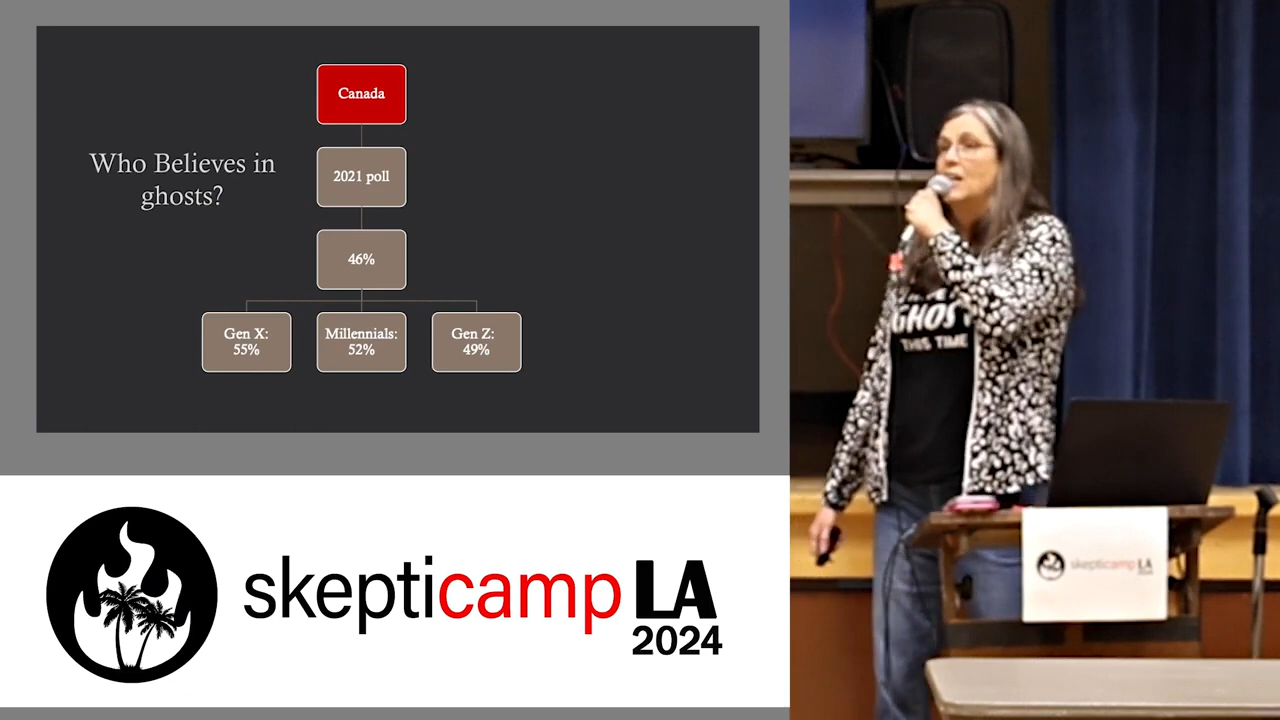 Canada
Who Believes in
ghosts?
2021 poll
46%
Gen X:
55%
Millennials:
52%
Gen Z:
49%
skepticamp LA
2024
THIS TIME
skepticamp LA
2024